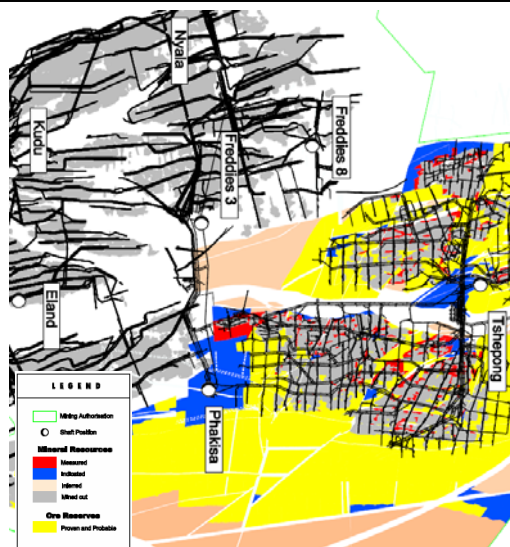 Nyala
Freddies 8
Freddies 3
Kudu
Eland
Tshepong
Phakisa
LEGEND
Mining Authorisation
Shaft Position
Mineral Resources
Measured
Indicated
Inferred
Mined out
Ore Reserves
Proven and Probable